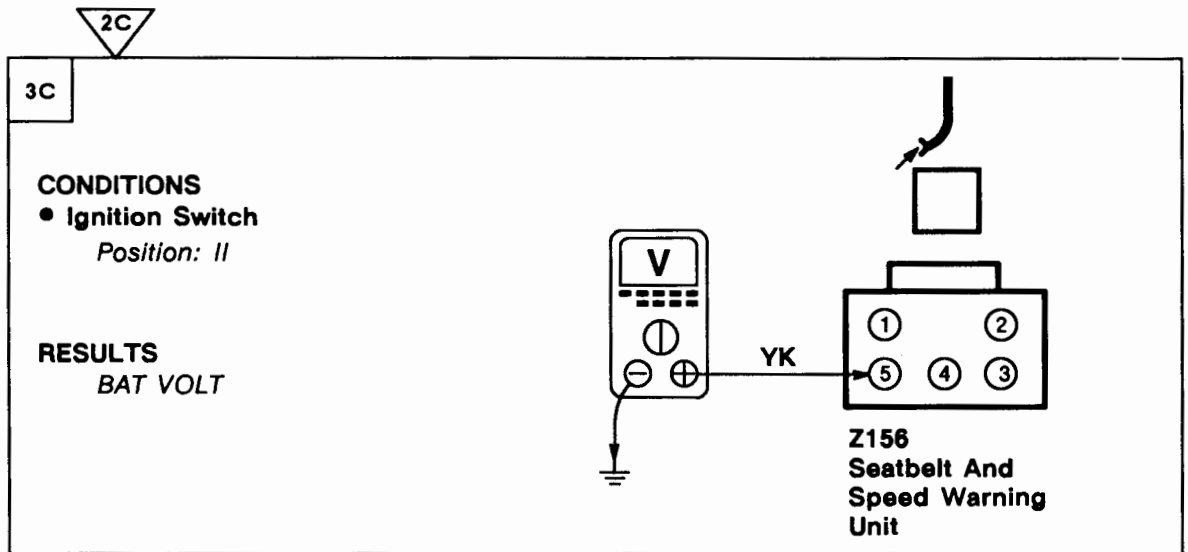 2C
3C
CONDITIONS
● Ignition Switch
Position: II
RESULTS
BAT VOLT
V
YK
1 2
5 4 3
Z156
Seatbelt And
Speed Warning
Unit